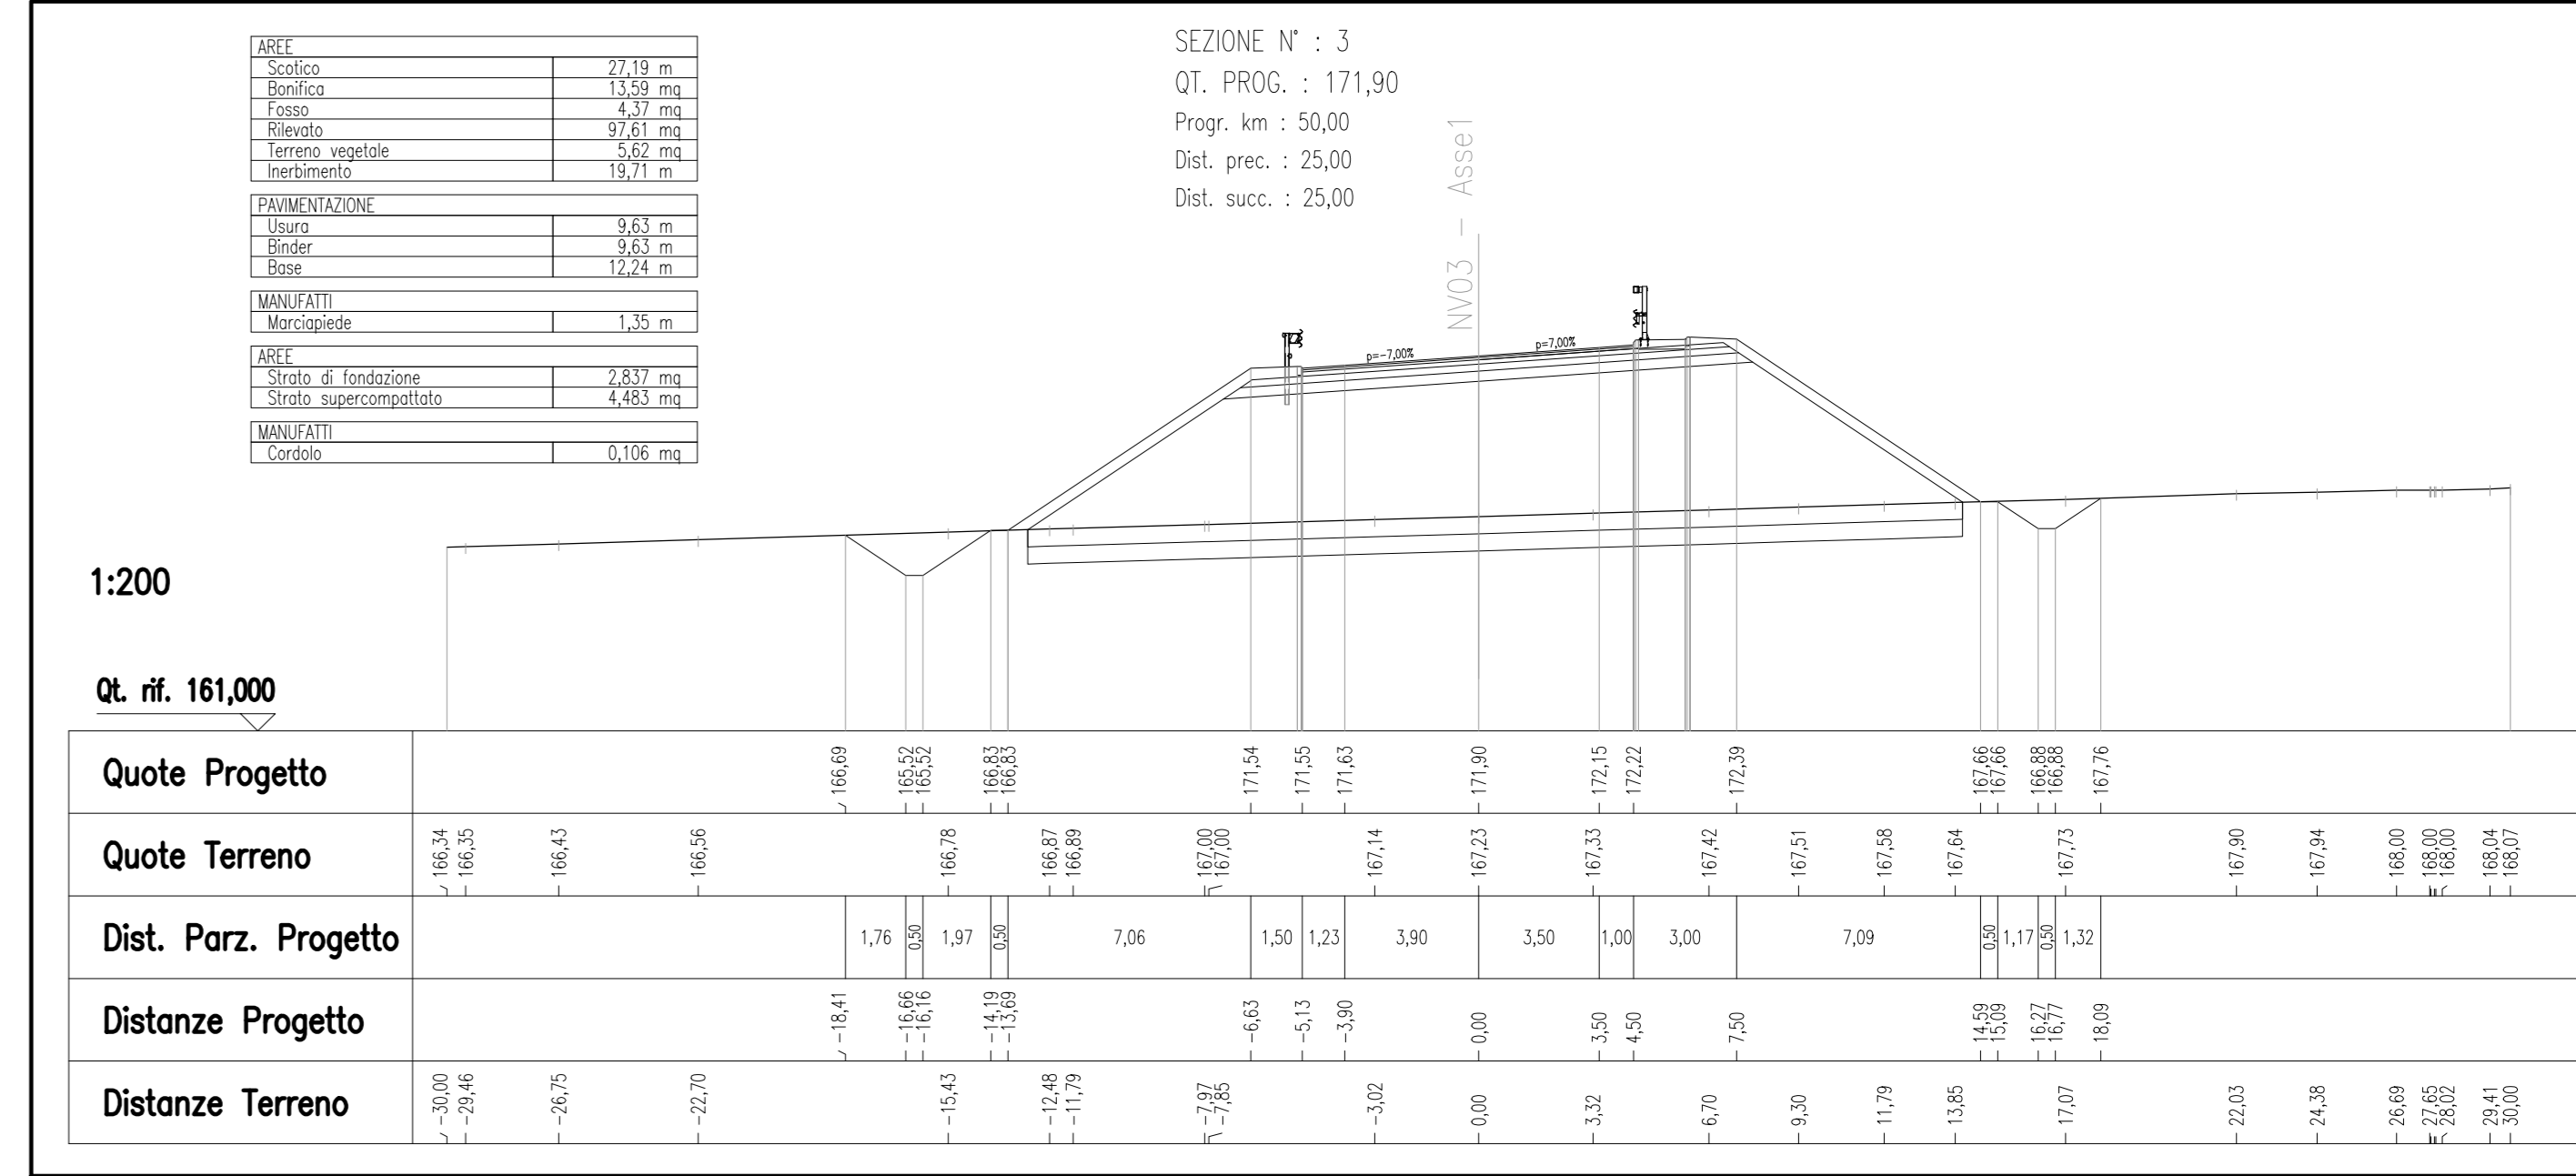 AREE
Scotico 27,19 m
Bonifica 13,59 mq
Fosso 4,37 mq
Rilevato 97,61 mq
Terreno vegetale 5,62 mq
Inerbimento 19,71 m
PAVIMENTAZIONE
Usura 9,63 m
Binder 9,63 m
Base 12,24 m
MANUFATTI
Marciapiede 1,35 m
AREE
Strato di fondazione 2,837 mq
Strato supercompattato 4,483 mq
MANUFATTI
Cordolo 0,106 mq
SEZIONE N° : 3
QT. PROG. : 171,90
Progr. km : 50,00
Dist. prec. : 25,00
Dist. succ. : 25,00
NV03 - Asse1
p=-7,00%
p=7,00%
1:200
Qt. rif. 161,000
Quote Progetto 166,69 165,52 165,52 166,83 166,83 171,54 171,55 171,63 171,90 172,15 172,22 172,39 167,66 167,66 166,88 166,88 167,76
Quote Terreno 166,34 166,35 166,43 166,56 166,78 166,87 166,89 167,00 167,00 167,14 167,23 167,33 167,42 167,51 167,58 167,64 167,73 167,90 167,94 168,00 168,00 168,00 168,04 168,07
Dist. Parz. Progetto 1,76 0,50 1,97 0,50 7,06 1,50 1,23 3,90 3,50 1,00 3,00 7,09 0,50 1,17 0,50 1,32
Distanze Progetto -18,41 -16,66 -16,16 -14,19 -13,69 -6,63 -5,13 -3,90 0,00 3,50 4,50 7,50 14,59 15,09 16,27 16,77 18,09
Distanze Terreno -30,00 -29,46 -26,75 -22,70 -15,43 -12,48 -11,79 -7,97 -7,85 -3,02 0,00 3,32 6,70 9,30 11,79 13,85 17,07 22,03 24,38 26,69 27,65 28,02 29,41 30,00